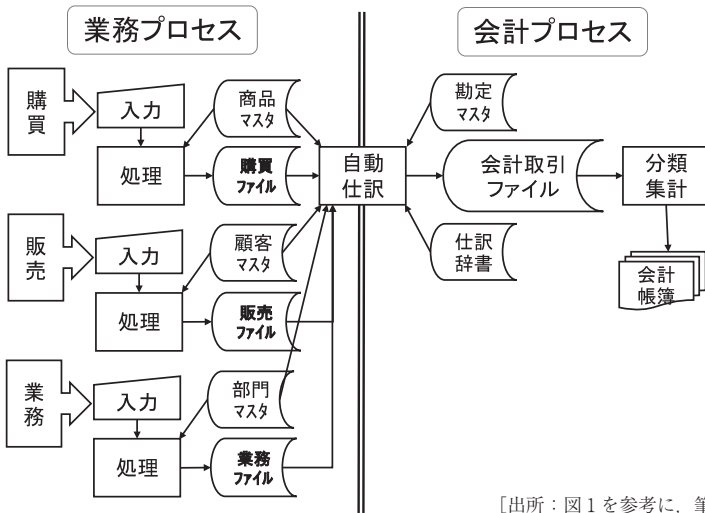 業務プロセス
会計プロセス
購
買
入力
処理
商品
マスタ
購買
ファイル
自動
仕訳
勘定
マスタ
会計取引
ファイル
分類
集計
仕訳
辞書
会計
帳簿
販
売
入力
処理
顧客
マスタ
販売
ファイル
業
務
入力
処理
部門
マスタ
業務
ファイル
［出所：図1を参考に，筆